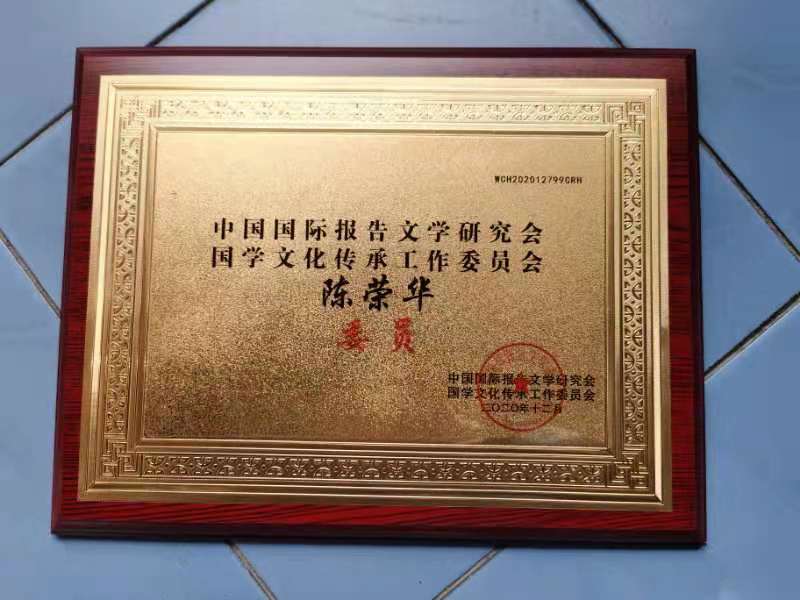 WCH202012799CRH
中国国际报告文学研究会
国学文化传承工作委员会
陈荣华
委员
中国国际报告文学研究会
国学文化传承工作委员会
二〇二〇年十二月